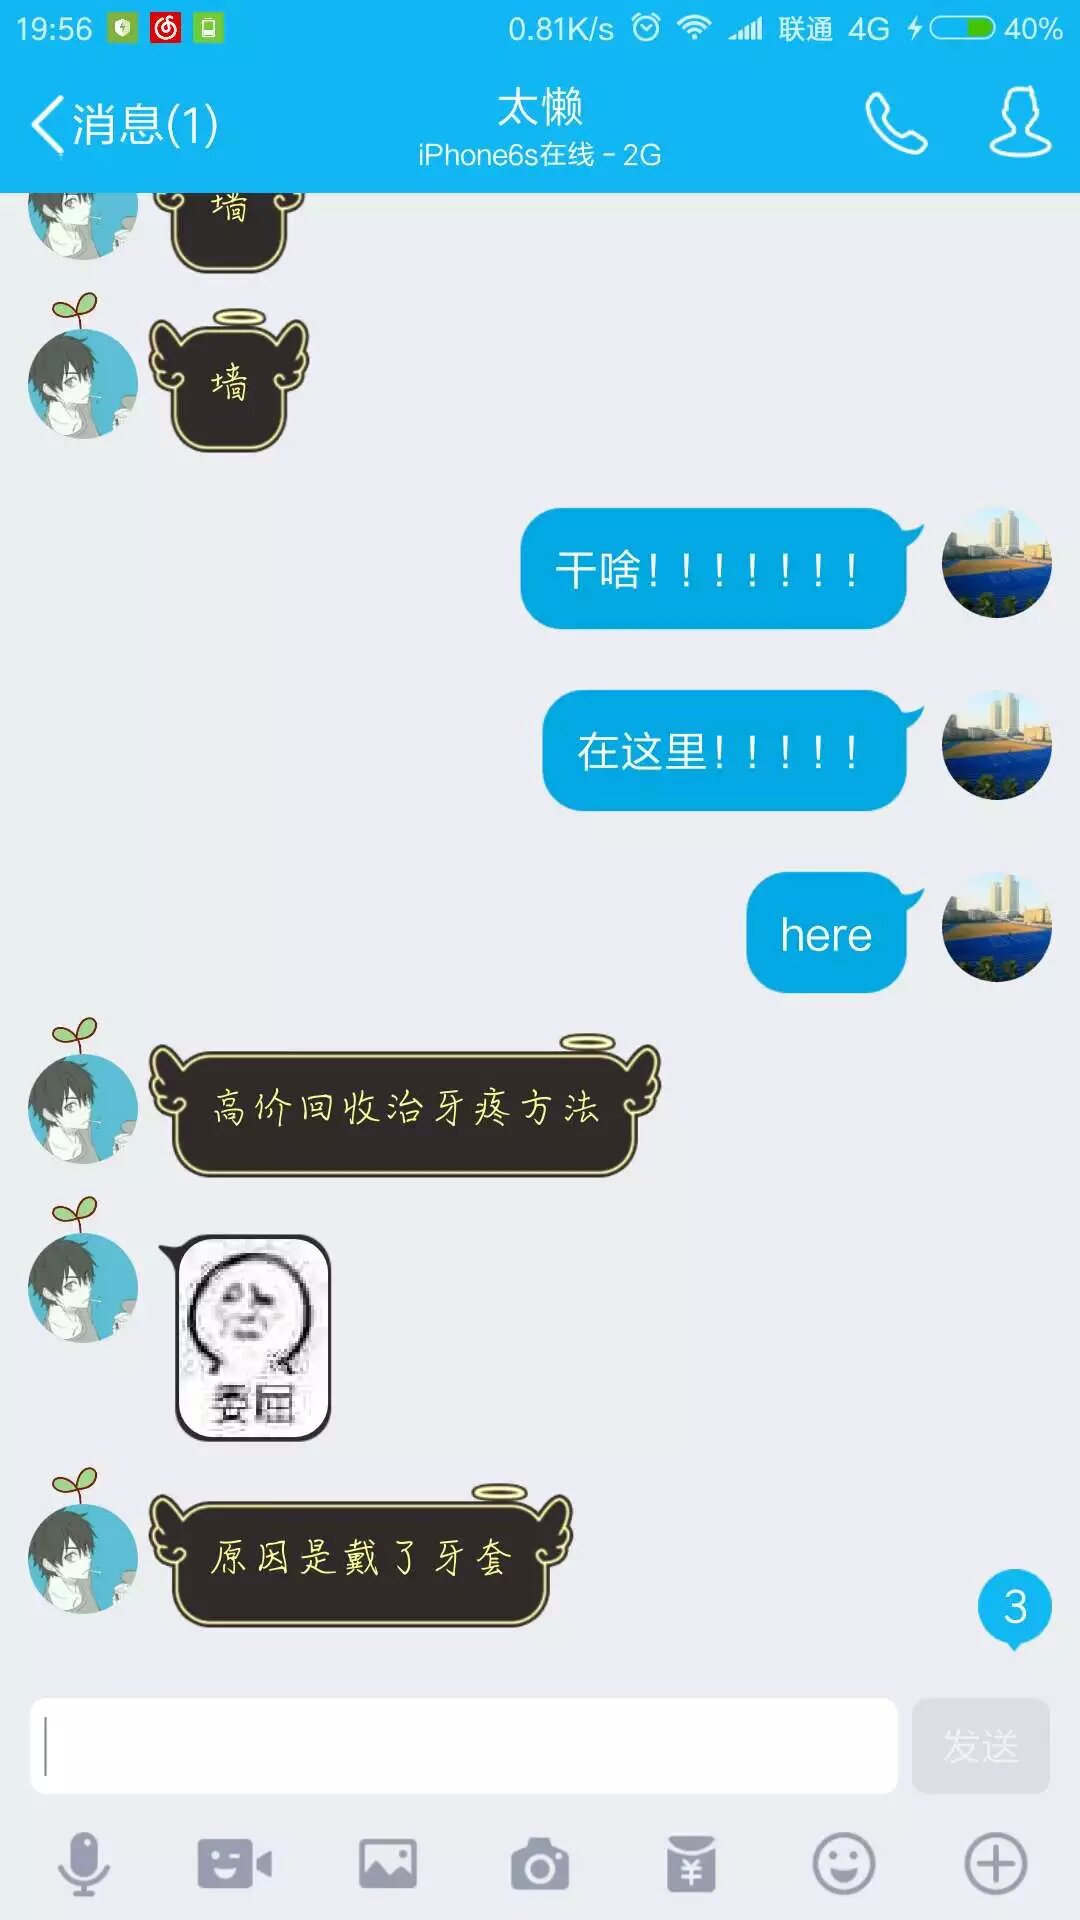 19:56 0.81K/s 联通 4G 40%
消息(1)
太懒
iPhone6s在线 - 2G
墙
墙
干啥！！！！！！！
在这里！！！！！
here
高价回收治牙疼方法
委屈
原因是戴了牙套
3
发送